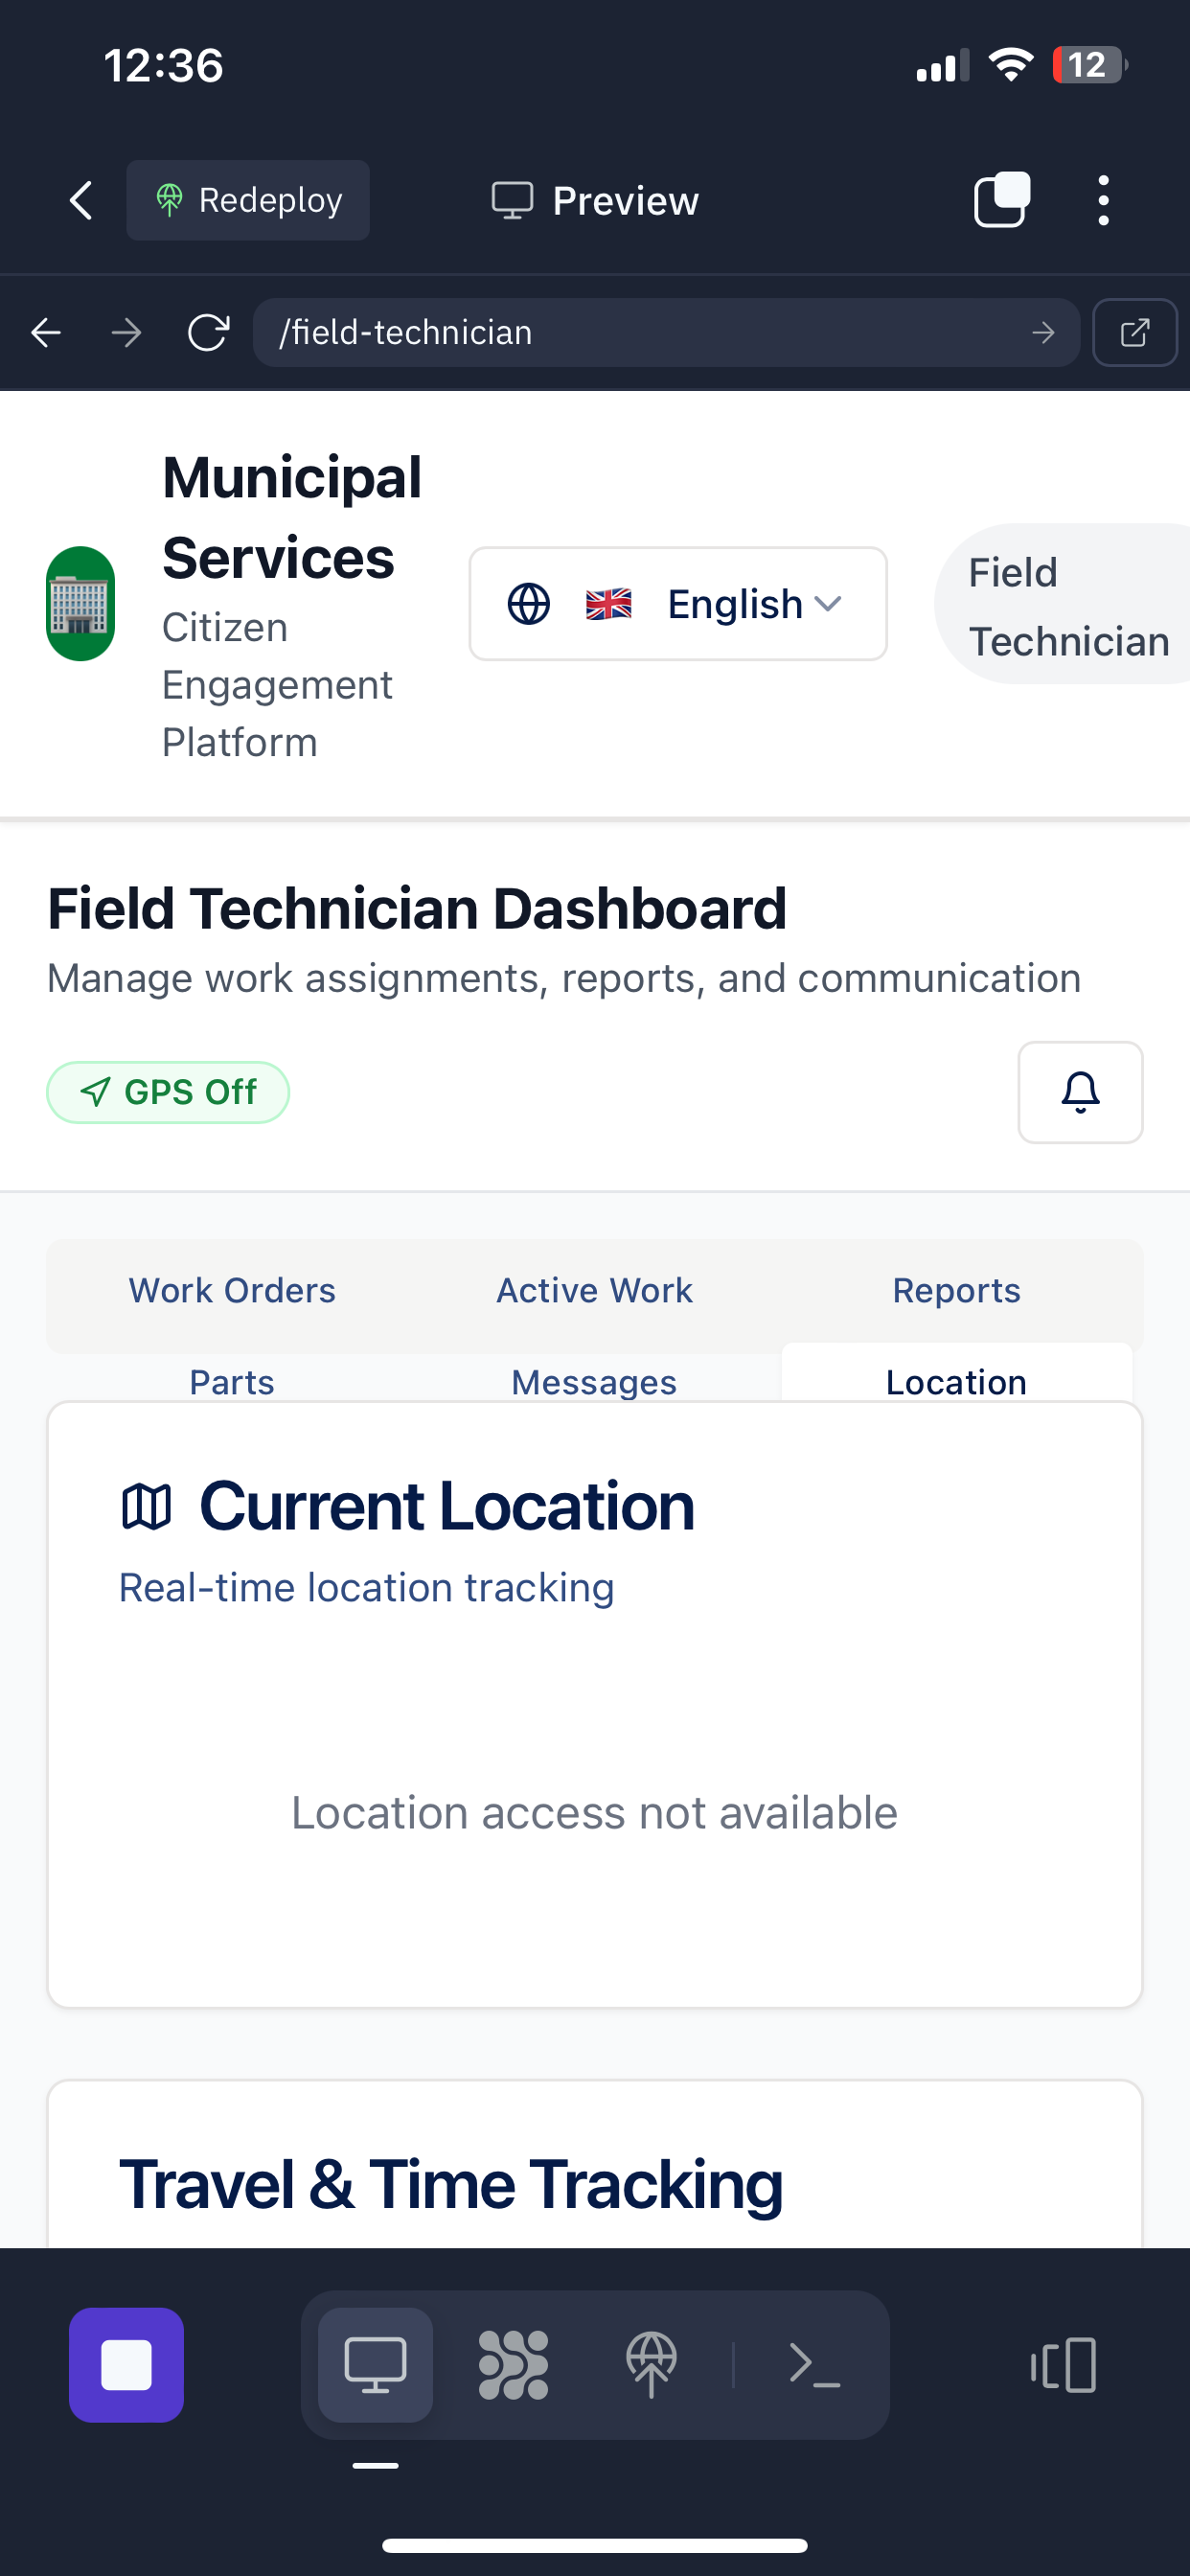 12:36
12
Redeploy
Preview
/field-technician
Municipal
Services
Citizen
Engagement
Platform
English
Field
Technician
Field Technician Dashboard
Manage work assignments, reports, and communication
GPS Off
Work Orders
Active Work
Reports
Parts
Messages
Location
Current Location
Real-time location tracking
Location access not available
Travel & Time Tracking